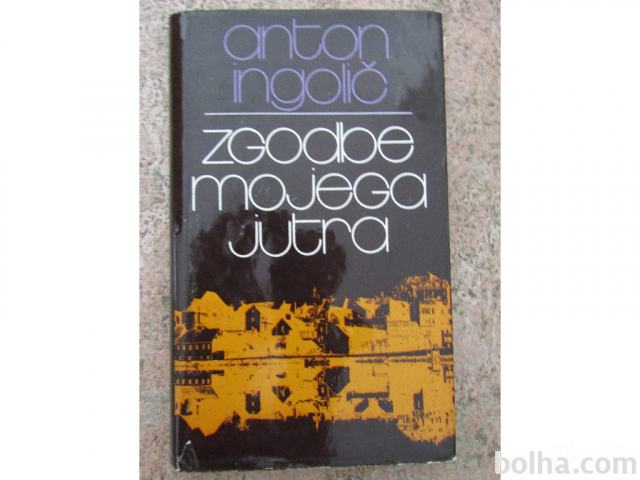 anton
ingolič
zgodbe
mojega
jutra
bolha.com